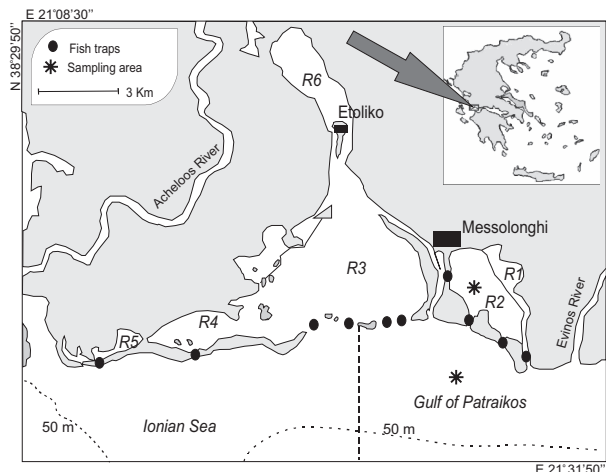 E 21°08'30"
N 38°29'50"
Fish traps
Sampling area
3 Km
R6
Etoliko
Acheloos River
Messolonghi
R1
R3
R2
Evinos River
R4
R5
Gulf of Patraikos
Ionian Sea
50 m
50 m
E 21°31'50"